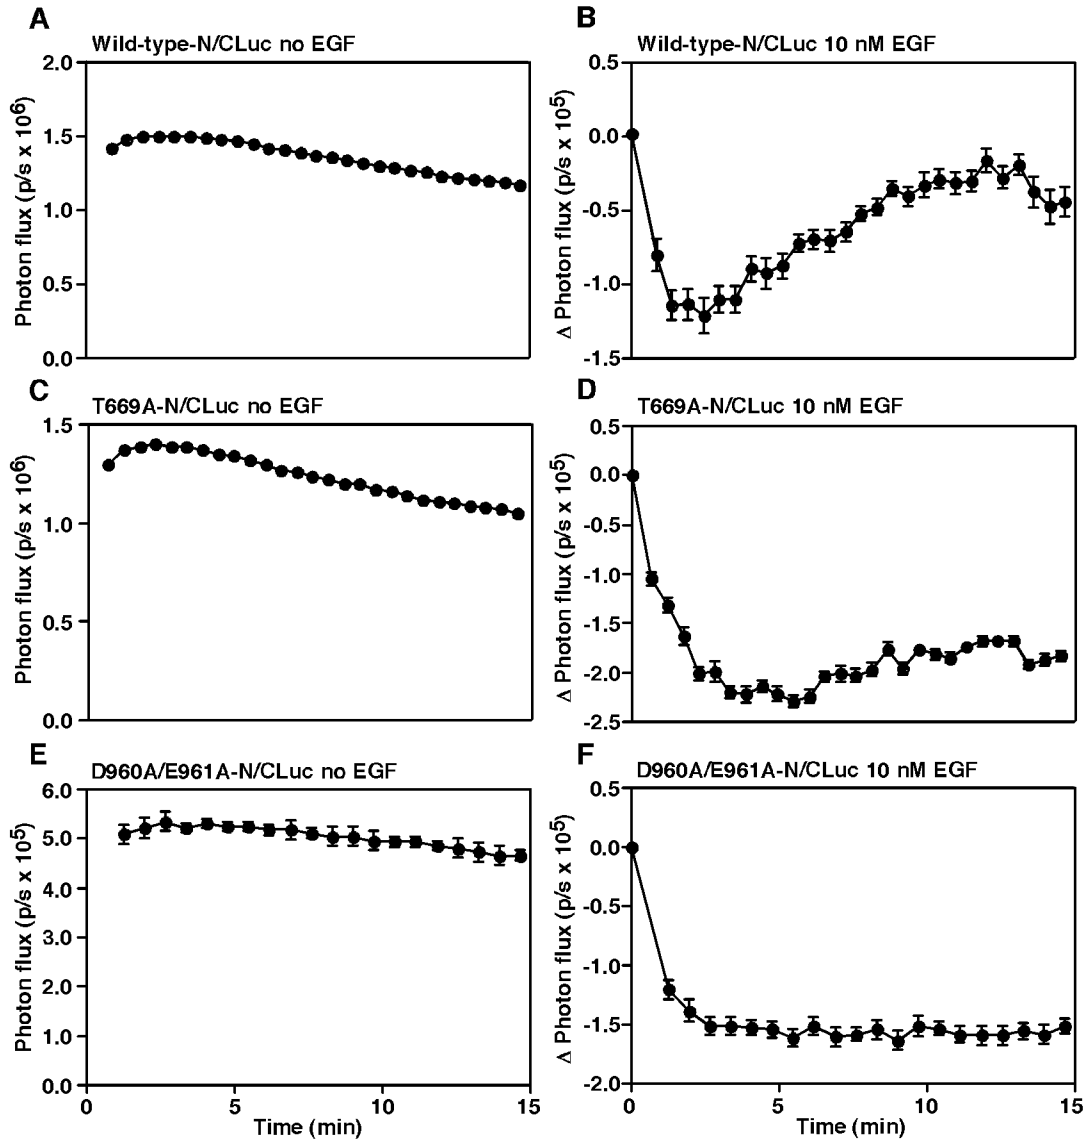 A
Wild-type-N/CLuc no EGF
Photon flux (p/s x 10⁶)
2.0
1.5
1.0
0.5
0.0
B
Wild-type-N/CLuc 10 nM EGF
Δ Photon flux (p/s x 10⁵)
0.5
0.0
-0.5
-1.0
-1.5
C
T669A-N/CLuc no EGF
Photon flux (p/s x 10⁶)
1.5
1.0
0.5
0.0
D
T669A-N/CLuc 10 nM EGF
Δ Photon flux (p/s x 10⁵)
0.5
0.0
-0.5
-1.0
-1.5
-2.0
-2.5
E
D960A/E961A-N/CLuc no EGF
Photon flux (p/s x 10⁵)
6.0
5.0
4.0
3.0
2.0
1.0
0.0
0 5 10 15
Time (min)
F
D960A/E961A-N/CLuc 10 nM EGF
Δ Photon flux (p/s x 10⁵)
0.5
0.0
-0.5
-1.0
-1.5
-2.0
0 5 10 15
Time (min)